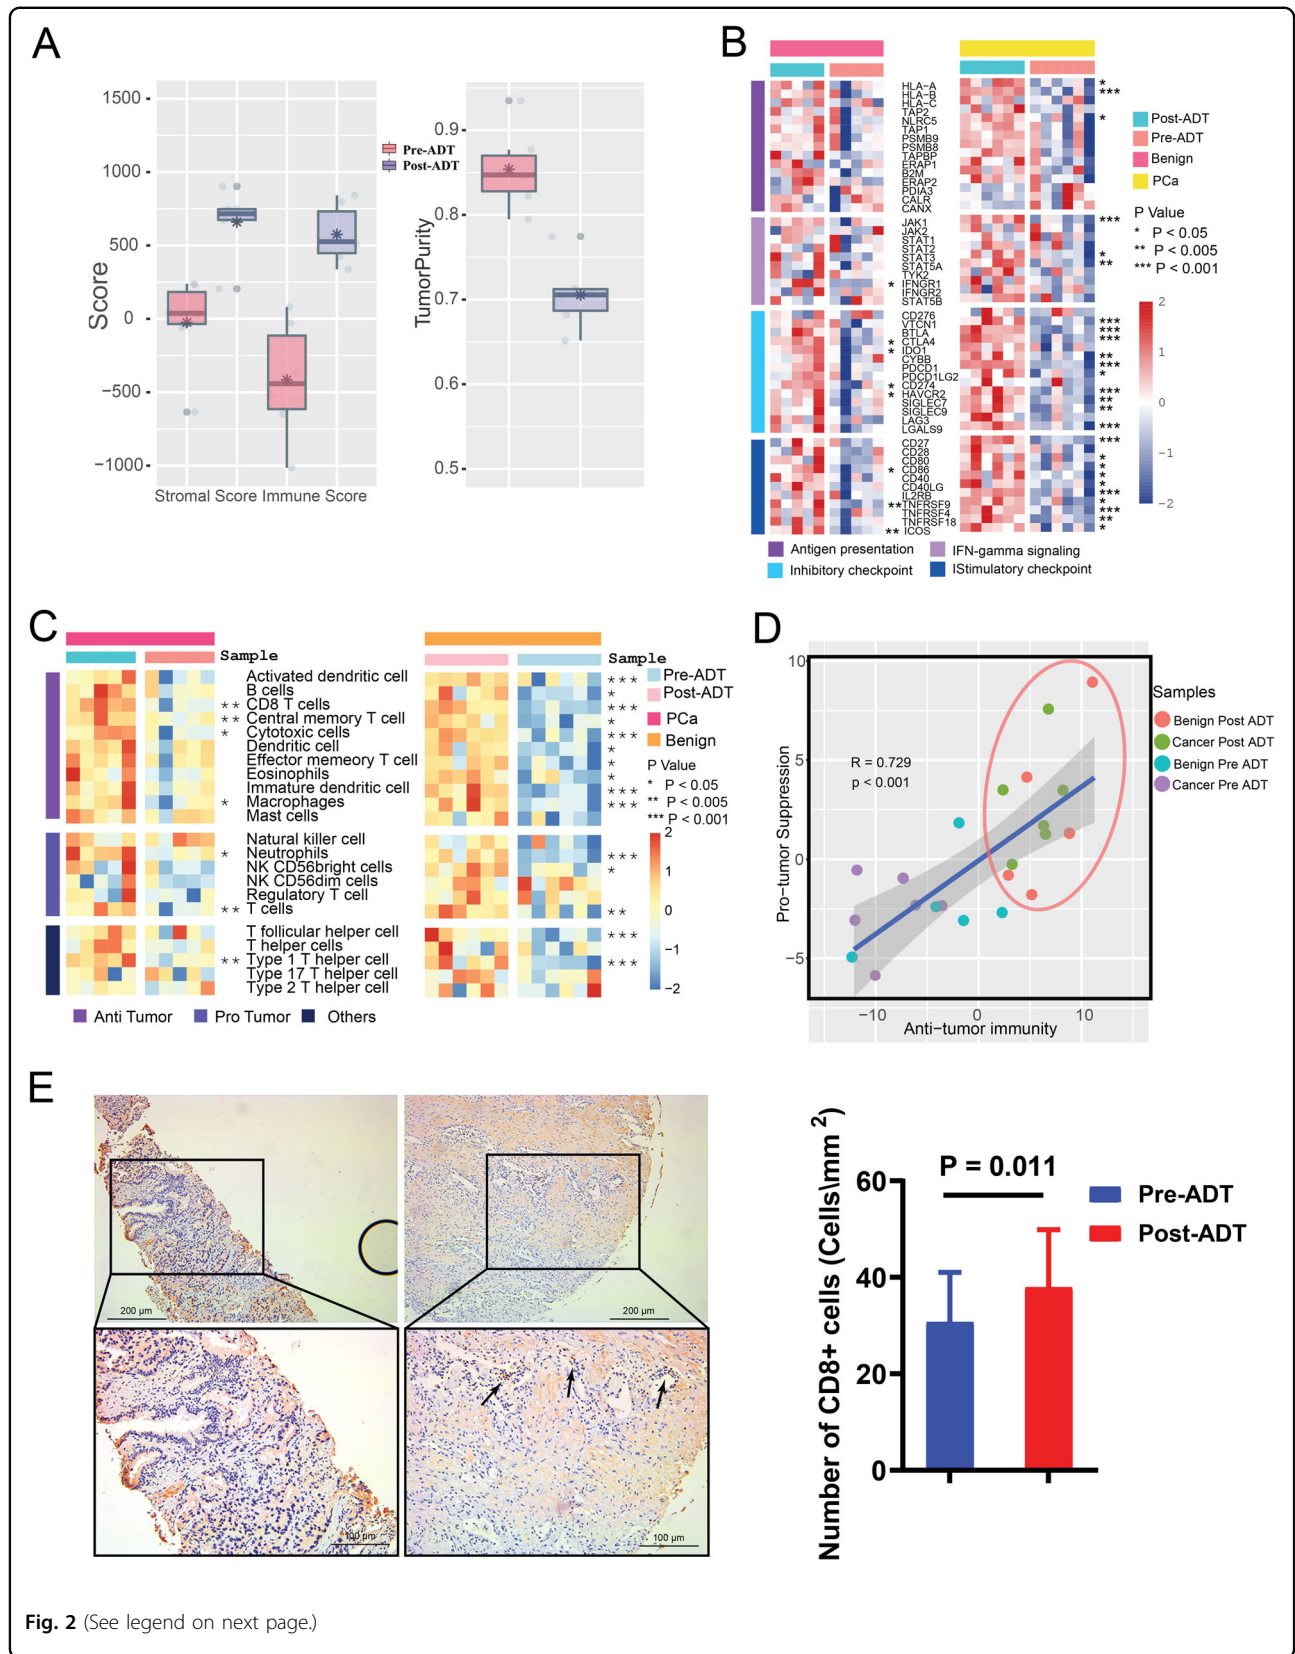 A
1500
1000
500
0
−500
−1000
Score
Stromal Score Immune Score
Pre-ADT
Post-ADT
0.9
0.8
0.7
0.6
0.5
TumorPurity
B
HLA−A
HLA−B
HLA−C
TAP2
NLRC5
TAP1
PSMB9
PSMB8
TAPBP
ERAP1
B2M
ERAP2
PDIA3
CALR
CANX
JAK1
JAK2
STAT1
STAT2
STAT3
STAT5A
TYK2
* IFNGR1
IFNGR2
STAT5B
CD276
VTCN1
BTLA
* CTLA4
* IDO1
CYBB
PDCD1
PDCD1LG2
* CD274
* HAVCR2
SIGLEC7
SIGLEC9
LAG3
LGALS9
CD27
CD28
CD80
* CD86
CD40
CD40LG
IL2RB
** TNFRSF9
TNFRSF4
TNFRSF18
** ICOS
*
***
*
***
*
**
***
***
***
**
***
*
***
**
**
***
***
*
*
*
*
***
*
***
**
*
Post-ADT
Pre-ADT
Benign
PCa
P Value
* P < 0.05
** P < 0.005
*** P < 0.001
2
1
0
−1
−2
Antigen presentation
IFN-gamma signaling
Inhibitory checkpoint
IStimulatory checkpoint
C
Sample
Activated dendritic cell
B cells
** CD8 T cells
** Central memory T cell
* Cytotoxic cells
Dendritic cell
Effector memeory T cell
Eosinophils
Immature dendritic cell
* Macrophages
Mast cells
Natural killer cell
* Neutrophils
NK CD56bright cells
NK CD56dim cells
Regulatory T cell
** T cells
T follicular helper cell
T helper cells
** Type 1 T helper cell
Type 17 T helper cell
Type 2 T helper cell
Sample
***
*
***
*
***
*
*
*
***
***
***
*
**
***
***
Pre-ADT
Post-ADT
PCa
Benign
P Value
* P < 0.05
** P < 0.005
*** P < 0.001
2
1
0
−1
−2
Anti Tumor
Pro Tumor
Others
D
10
5
0
−5
Pro−tumor Suppression
R = 0.729
p < 0.001
−10
0
10
Anti−tumor immunity
Samples
Benign Post ADT
Cancer Post ADT
Benign Pre ADT
Cancer Pre ADT
E
200 µm
200 µm
100 µm
100 µm
Number of CD8+ cells (Cells\mm 2)
60
40
20
0
P = 0.011
Pre-ADT
Post-ADT
Fig. 2 (See legend on next page.)